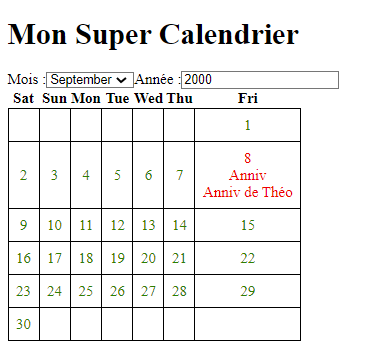 Mon Super Calendrier
Mois : September Année : 2000
Sat Sun Mon Tue Wed Thu Fri
1
2 3 4 5 6 7 8
Anniv
Anniv de Théo
9 10 11 12 13 14 15
16 17 18 19 20 21 22
23 24 25 26 27 28 29
30